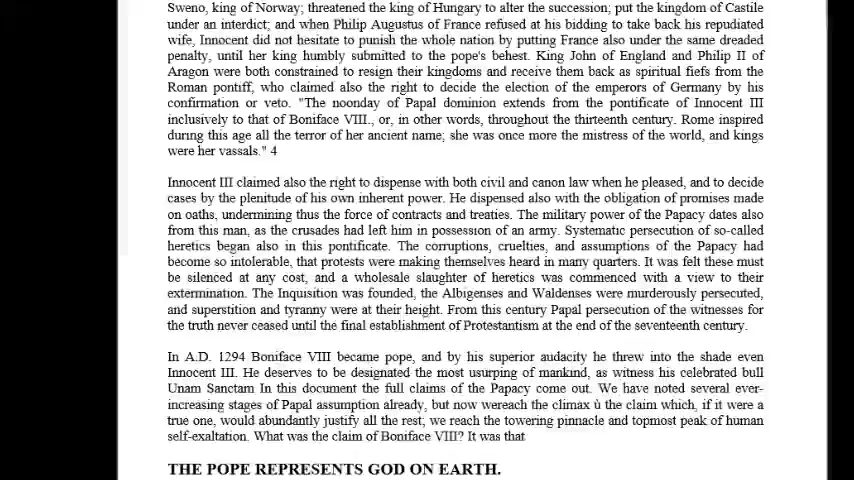 Sweno, king of Norway; threatened the king of Hungary to alter the succession; put the kingdom of Castile
under an interdict; and when Philip Augustus of France refused at his bidding to take back his repudiated
wife, Innocent did not hesitate to punish the whole nation by putting France also under the same dreaded
penalty, until her king humbly submitted to the pope's behest. King John of England and Philip II of
Aragon were both constrained to resign their kingdoms and receive them back as spiritual fiefs from the
Roman pontiff, who claimed also the right to decide the election of the emperors of Germany by his
confirmation or veto. "The noonday of Papal dominion extends from the pontificate of Innocent III
inclusively to that of Boniface VIII., or, in other words, throughout the thirteenth century. Rome inspired
during this age all the terror of her ancient name; she was once more the mistress of the world, and kings
were her vassals." 4
Innocent III claimed also the right to dispense with both civil and canon law when he pleased, and to decide
cases by the plenitude of his own inherent power. He dispensed also with the obligation of promises made
on oaths, undermining thus the force of contracts and treaties. The military power of the Papacy dates also
from this man, as the crusades had left him in possession of an army. Systematic persecution of so-called
heretics began also in this pontificate. The corruptions, cruelties, and assumptions of the Papacy had
become so intolerable, that protests were making themselves heard in many quarters. It was felt these must
be silenced at any cost, and a wholesale slaughter of heretics was commenced with a view to their
extermination. The Inquisition was founded, the Albigenses and Waldenses were murderously persecuted,
and superstition and tyranny were at their height. From this century Papal persecution of the witnesses for
the truth never ceased until the final establishment of Protestantism at the end of the seventeenth century.
In A.D. 1294 Boniface VIII became pope, and by his superior audacity he threw into the shade even
Innocent III. He deserves to be designated the most usurping of mankind, as witness his celebrated bull
Unam Sanctam In this document the full claims of the Papacy come out. We have noted several ever-
increasing stages of Papal assumption already, but now wereach the climax ù the claim which, if it were a
true one, would abundantly justify all the rest; we reach the towering pinnacle and topmost peak of human
self-exaltation. What was the claim of Boniface VIII? It was that
THE POPE REPRESENTS GOD ON EARTH.